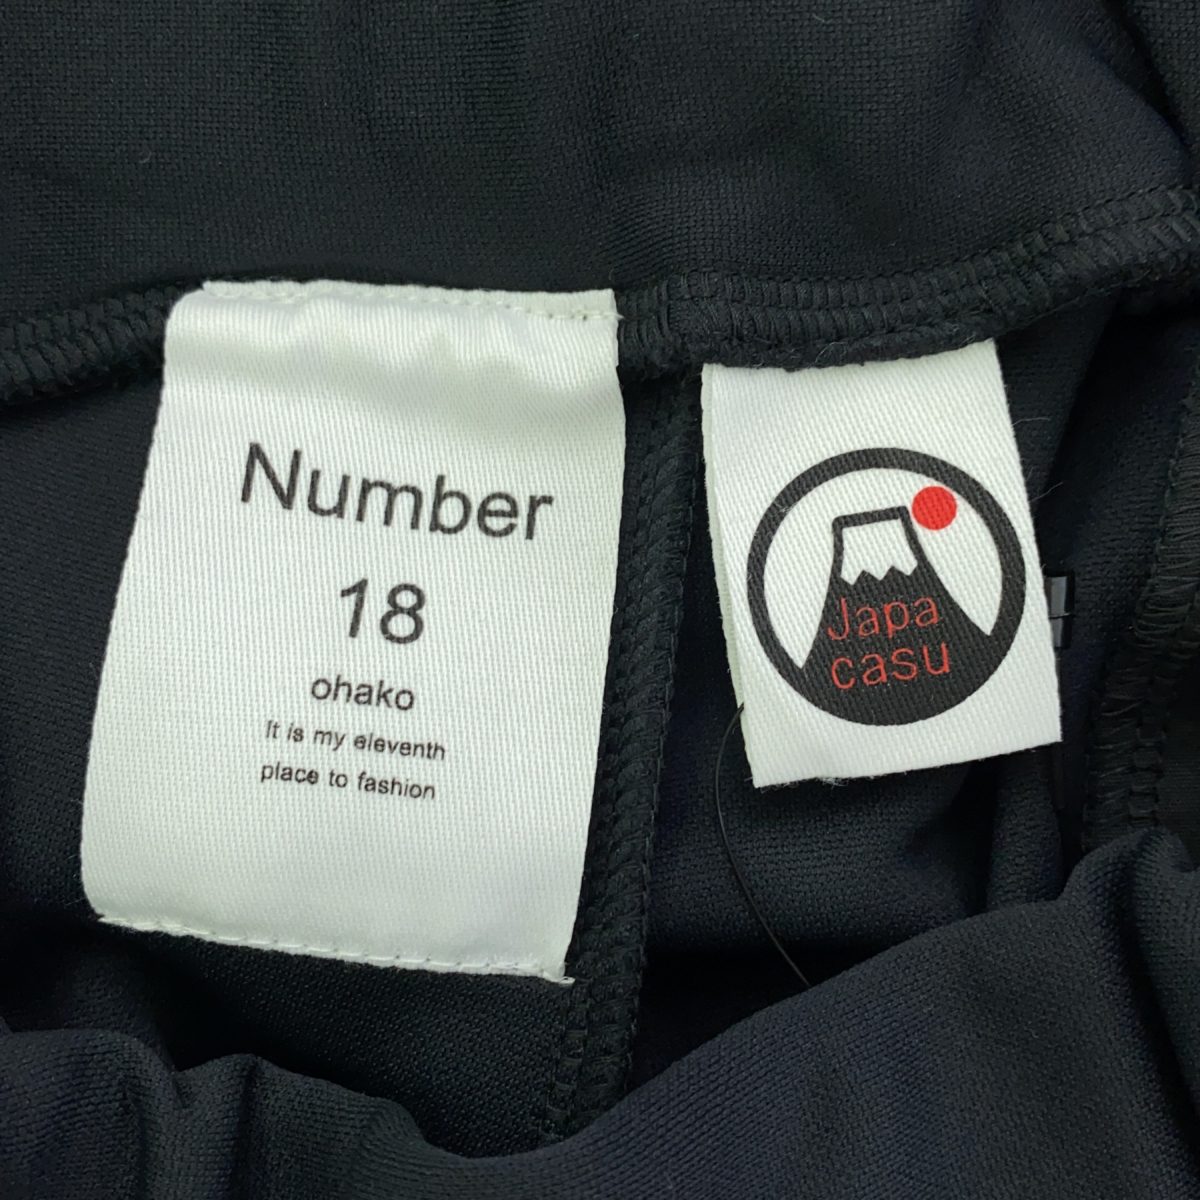 Number
18
ohako
It is my eleventh
place to fashion
Japa
casu